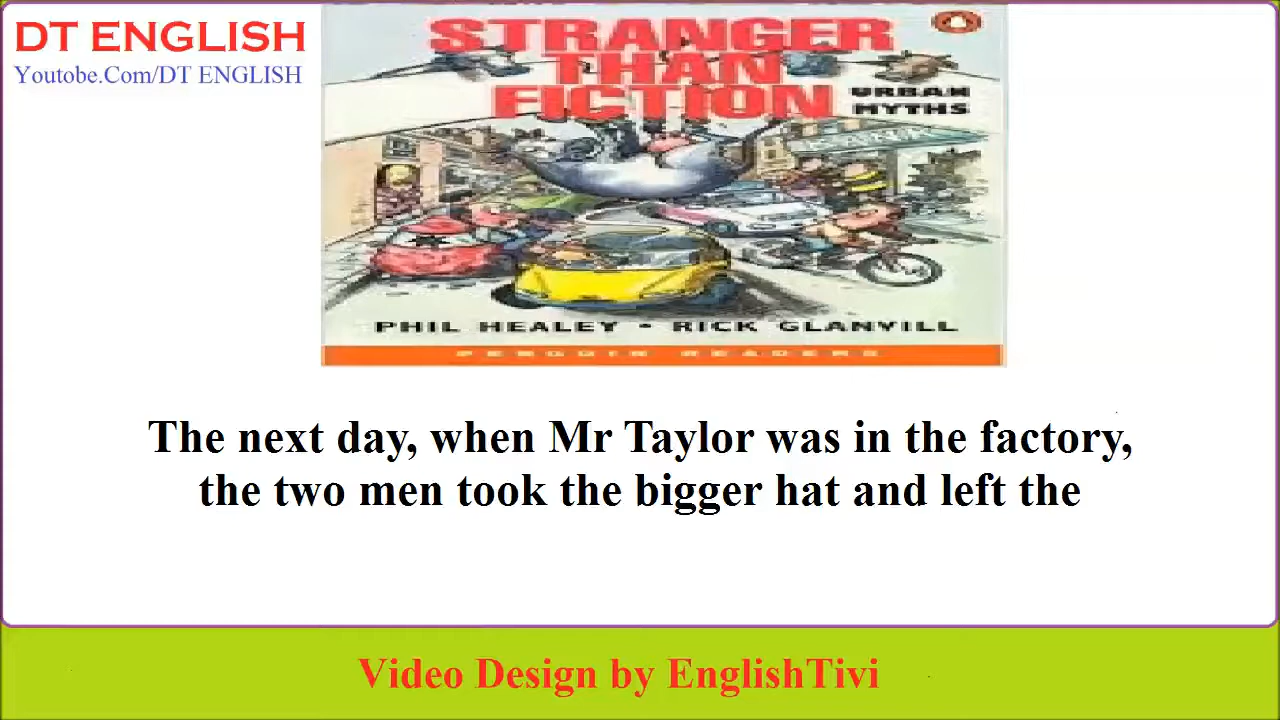 DT ENGLISH
Youtobe.Com/DT ENGLISH
STRANGER
THAN
FICTION
URBAN
MYTHS
PHIL HEALEY • RICK GLANVILL
PENGUIN READERS
The next day, when Mr Taylor was in the factory,
the two men took the bigger hat and left the
Video Design by EnglishTivi